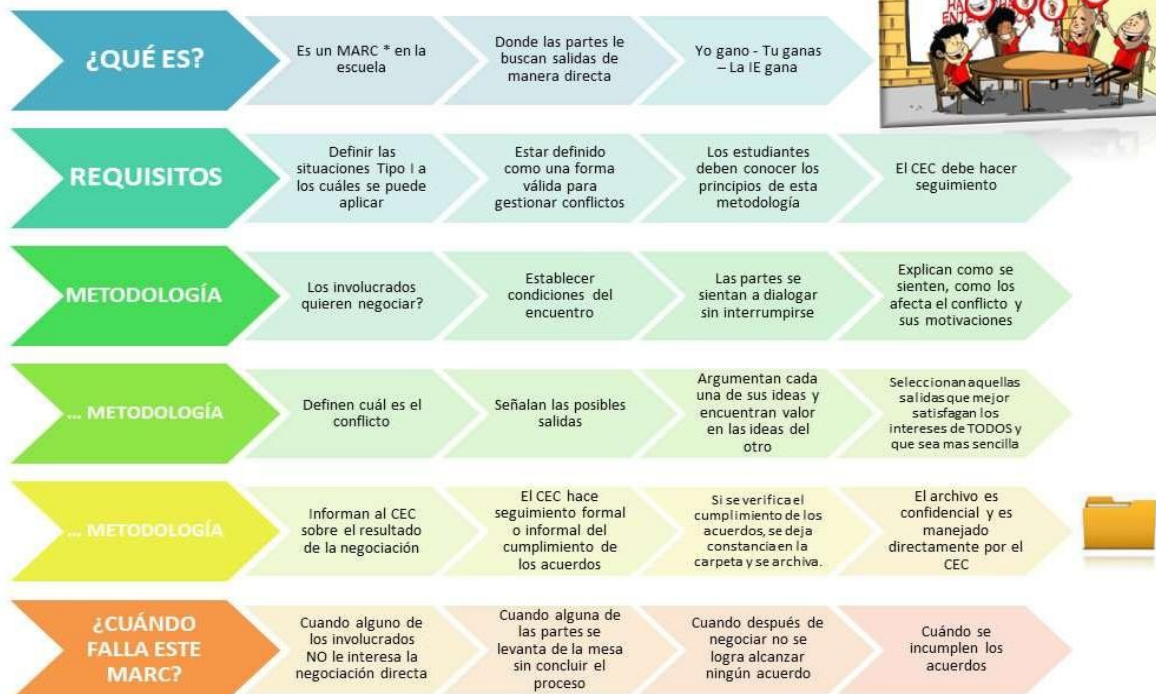 ¿QUÉ ES?
Es un MARC * en la
escuela
Donde las partes le
buscan salidas de
manera directa
Yo gano - Tu ganas
– La IE gana
REQUISITOS
Definir las
situaciones Tipo I a
los cuáles se puede
aplicar
Estar definido
como una forma
válida para
gestionar conflictos
Los estudiantes
deben conocer los
principios de esta
metodología
El CEC debe hacer
seguimiento
METODOLOGÍA
Los involucrados
quieren negociar?
Establecer
condiciones del
encuentro
Las partes se
sientan a dialogar
sin interrumpirse
Explican como se
sienten, como los
afecta el conflicto y
sus motivaciones
... METODOLOGÍA
Definen cuál es el
conflicto
Señalan las posibles
salidas
Argumentan cada
una de sus ideas y
encuentran valor
en las ideas del
otro
Seleccionan aquellas
salidas que mejor
satisfagan los
intereses de TODOS y
que sea mas sencilla
... METODOLOGÍA
Informan al CEC
sobre el resultado
de la negociación
El CEC hace
seguimiento formal
o informal del
cumplimiento de
los acuerdos
Si se verifica el
cumplimiento de los
acuerdos, se deja
constancia en la
carpeta y se archiva.
El archivo es
confidencial y es
manejado
directamente por el
CEC
¿CUÁNDO
FALLA ESTE
MARC?
Cuando alguno de
los involucrados
NO le interesa la
negociación directa
Cuando alguna de
las partes se
levanta de la mesa
sin concluir el
proceso
Cuando después de
negociar no se
logra alcanzar
ningún acuerdo
Cuándo se
incumplen los
acuerdos